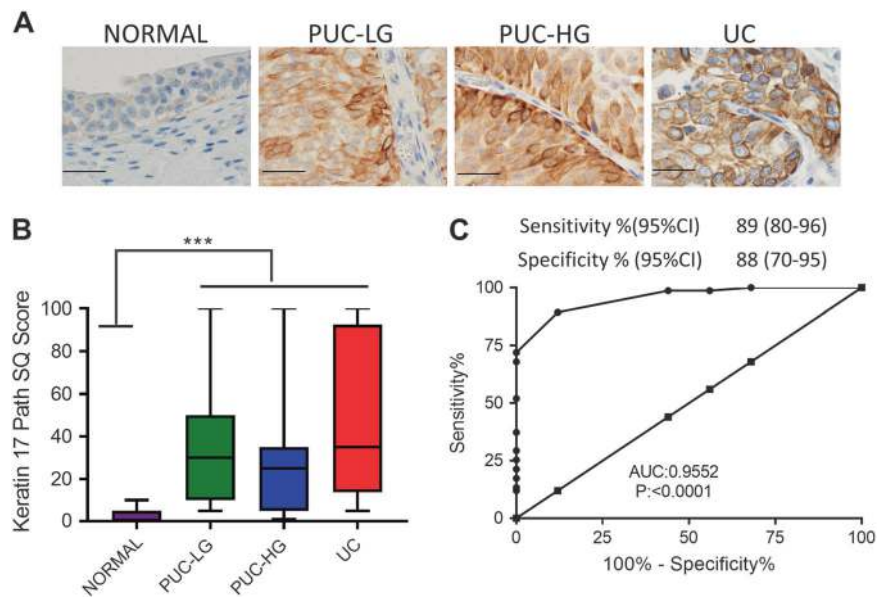 A
NORMAL
PUC-LG
PUC-HG
UC
B
***
Keratin 17 Path SQ Score
100
80
60
40
20
0
NORMAL
PUC-LG
PUC-HG
UC
C
Sensitivity %(95%CI) 89 (80-96)
Specificity % (95%CI) 88 (70-95)
Sensitivity%
100
75
50
25
0
AUC:0.9552
P:<0.0001
0 25 50 75 100
100% - Specificity%